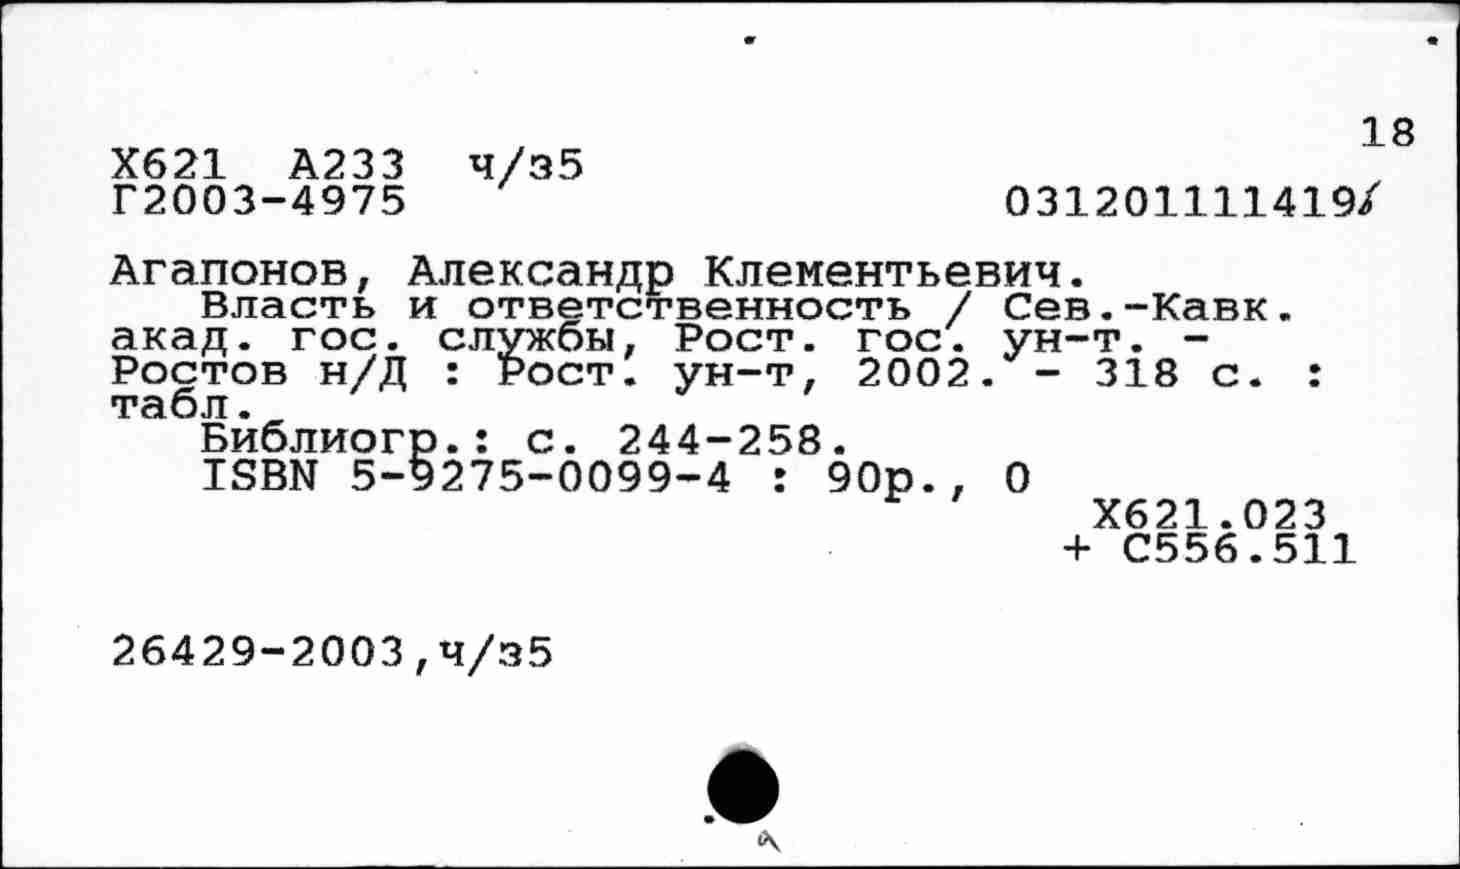 18
Х621 А233 ч/з5
Г2003-4975 031201111419/
Агапонов, Александр Клементьевич.
Власть и ответственность / Сев.-Кавк.
акад. гос. службы, Рост. гос. ун-т. -
Ростов н/Д : Рост. ун-т, 2002. - 318 с. :
табл.
Библиогр.: с. 244-258.
ISBN 5-9275-0099-4 : 90р., 0
Х621.023
+ С556.511
26429-2003,ч/з5